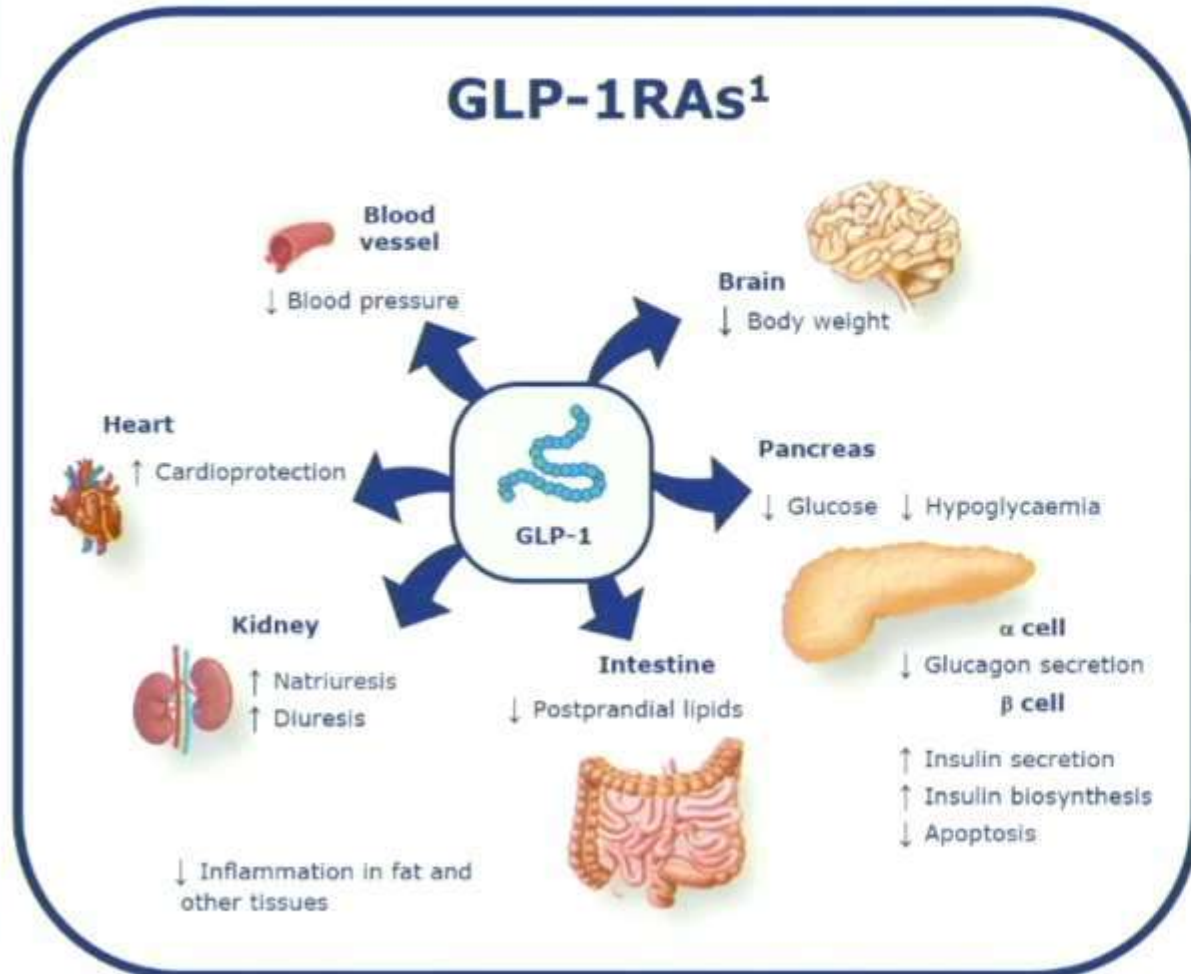 GLP-1RAs¹
Blood
vessel
↓ Blood pressure
Brain
↓ Body weight
Heart
↑ Cardioprotection
GLP-1
Pancreas
↓ Glucose ↓ Hypoglycaemia
Kidney
↑ Natriuresis
↑ Diuresis
Intestine
↓ Postprandial lipids
α cell
↓ Glucagon secretion
β cell
↑ Insulin secretion
↑ Insulin biosynthesis
↓ Apoptosis
↓ Inflammation in fat and
other tissues